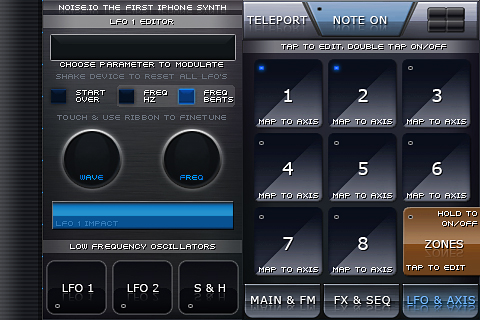 NOISE.IO THE FIRST IPHONE SYNTH
LFO 1 EDITOR
CHOOSE PARAMETER TO MODULATE
SHAKE DEVICE TO RESET ALL LFO'S
START OVER
FREQ HZ
FREQ BEATS
TOUCH & USE RIBBON TO FINETUNE
WAVE
FREQ
LFO 1 IMPACT
LOW FREQUENCY OSCILLATORS
LFO 1
LFO 2
S & H
TELEPORT
NOTE ON
TAP TO EDIT, DOUBLE TAP ON/OFF
1
MAP TO AXIS
2
MAP TO AXIS
3
MAP TO AXIS
4
MAP TO AXIS
5
MAP TO AXIS
6
MAP TO AXIS
7
MAP TO AXIS
8
MAP TO AXIS
HOLD TO
ON/OFF
ZONES
TAP TO EDIT
MAIN & FM
FX & SEQ
LFO & AXIS